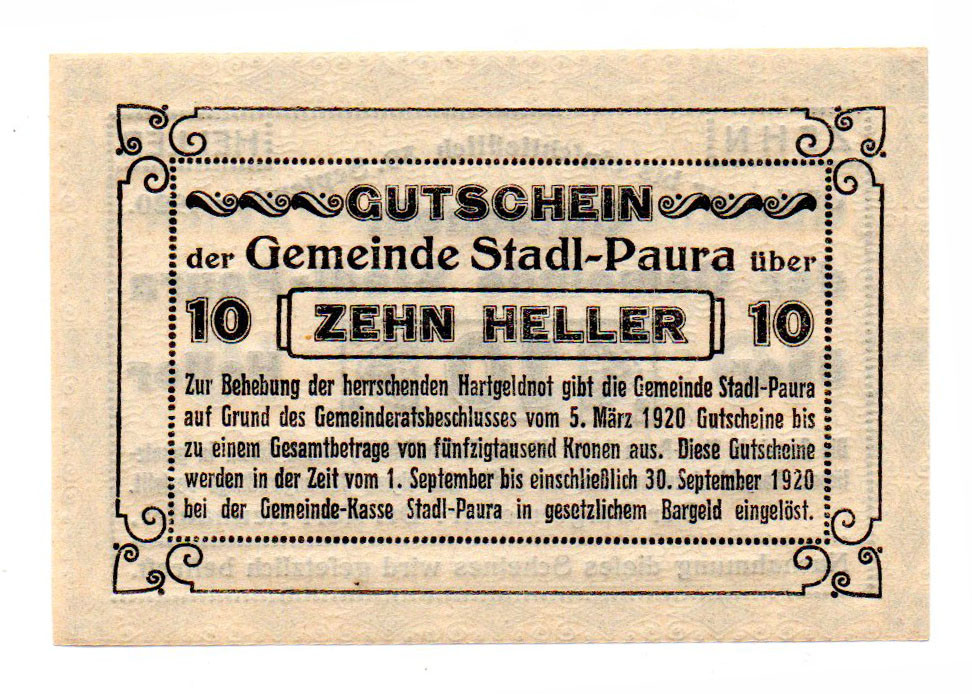 GUTSCHEIN
der Gemeinde Stadl-Paura über
10 ZEHN HELLER 10
Zur Behebung der herrschenden Hartgeldnot gibt die Gemeinde Stadl-Paura
auf Grund des Gemeinderatsbeschlusses vom 5. März 1920 Gutscheine bis
zu einem Gesamtbetrage von fünfzigtausend Kronen aus. Diese Gutscheine
werden in der Zeit vom 1. September bis einschließlich 30. September 1920
bei der Gemeinde-Kasse Stadl-Paura in gesetzlichem Bargeld eingelöst.